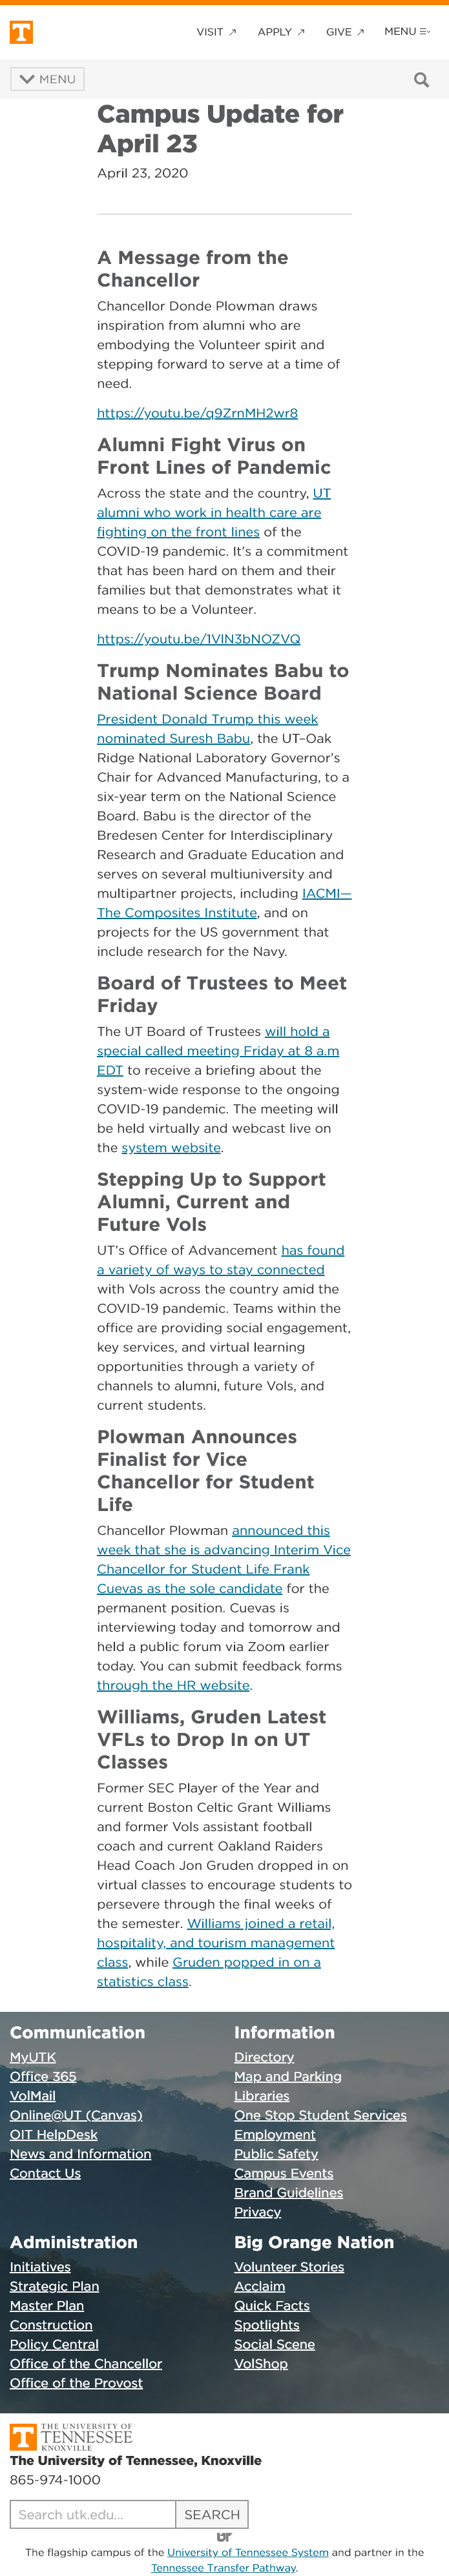 VISIT ↗ APPLY ↗ GIVE ↗ MENU
MENU
Campus Update for
April 23
April 23, 2020
A Message from the
Chancellor
Chancellor Donde Plowman draws
inspiration from alumni who are
embodying the Volunteer spirit and
stepping forward to serve at a time of
need.
https://youtu.be/q9ZrnMH2wr8
Alumni Fight Virus on
Front Lines of Pandemic
Across the state and the country, UT
alumni who work in health care are
fighting on the front lines of the
COVID-19 pandemic. It’s a commitment
that has been hard on them and their
families but that demonstrates what it
means to be a Volunteer.
https://youtu.be/1VIN3bNOZVQ
Trump Nominates Babu to
National Science Board
President Donald Trump this week
nominated Suresh Babu, the UT–Oak
Ridge National Laboratory Governor’s
Chair for Advanced Manufacturing, to a
six-year term on the National Science
Board. Babu is the director of the
Bredesen Center for Interdisciplinary
Research and Graduate Education and
serves on several multiuniversity and
multipartner projects, including IACMI—
The Composites Institute, and on
projects for the US government that
include research for the Navy.
Board of Trustees to Meet
Friday
The UT Board of Trustees will hold a
special called meeting Friday at 8 a.m
EDT to receive a briefing about the
system-wide response to the ongoing
COVID-19 pandemic. The meeting will
be held virtually and webcast live on
the system website.
Stepping Up to Support
Alumni, Current and
Future Vols
UT’s Office of Advancement has found
a variety of ways to stay connected
with Vols across the country amid the
COVID-19 pandemic. Teams within the
office are providing social engagement,
key services, and virtual learning
opportunities through a variety of
channels to alumni, future Vols, and
current students.
Plowman Announces
Finalist for Vice
Chancellor for Student
Life
Chancellor Plowman announced this
week that she is advancing Interim Vice
Chancellor for Student Life Frank
Cuevas as the sole candidate for the
permanent position. Cuevas is
interviewing today and tomorrow and
held a public forum via Zoom earlier
today. You can submit feedback forms
through the HR website.
Williams, Gruden Latest
VFLs to Drop In on UT
Classes
Former SEC Player of the Year and
current Boston Celtic Grant Williams
and former Vols assistant football
coach and current Oakland Raiders
Head Coach Jon Gruden dropped in on
virtual classes to encourage students to
persevere through the final weeks of
the semester. Williams joined a retail,
hospitality, and tourism management
class, while Gruden popped in on a
statistics class.
Communication
MyUTK
Office 365
VolMail
Online@UT (Canvas)
OIT HelpDesk
News and Information
Contact Us
Information
Directory
Map and Parking
Libraries
One Stop Student Services
Employment
Public Safety
Campus Events
Brand Guidelines
Privacy
Administration
Initiatives
Strategic Plan
Master Plan
Construction
Policy Central
Office of the Chancellor
Office of the Provost
Big Orange Nation
Volunteer Stories
Acclaim
Quick Facts
Spotlights
Social Scene
VolShop
T THE UNIVERSITY OF
TENNESSEE
KNOXVILLE
The University of Tennessee, Knoxville
865-974-1000
Search utk.edu... SEARCH
UT
The flagship campus of the University of Tennessee System and partner in the
Tennessee Transfer Pathway.